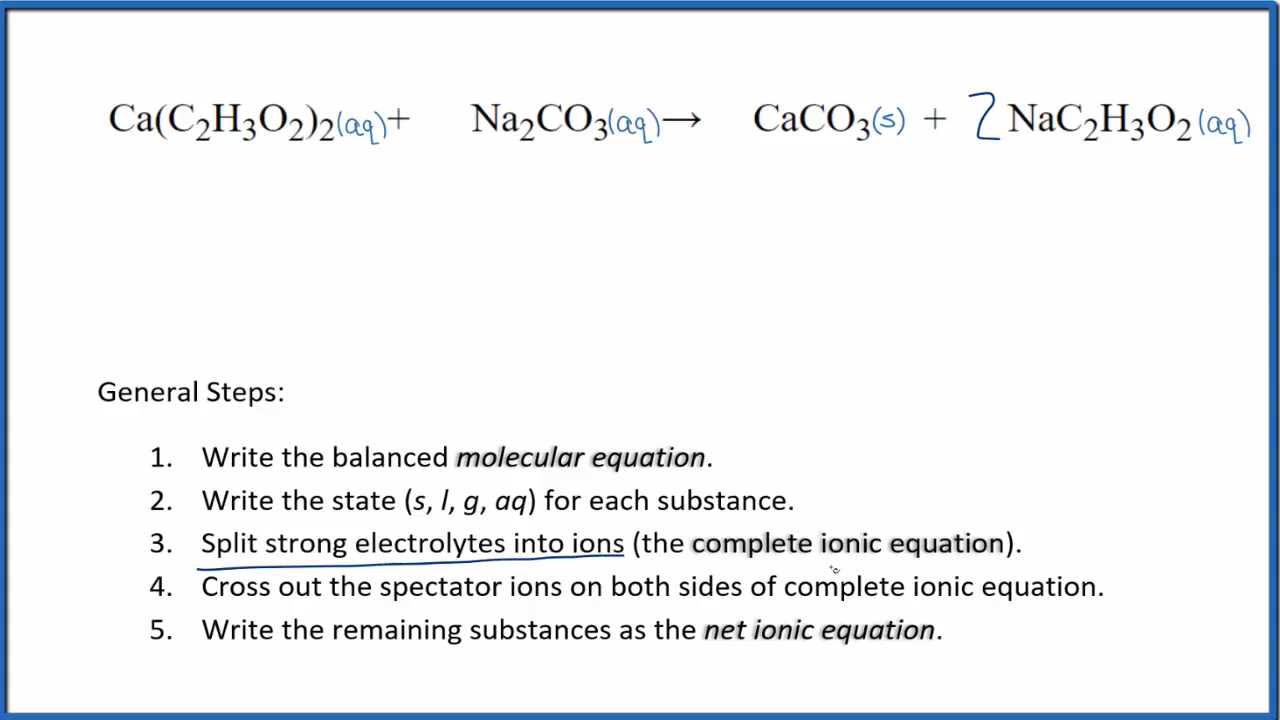 Ca(C₂H₃O₂)₂(aq)+ Na₂CO₃(aq)→ CaCO₃(s) + 2 NaC₂H₃O₂(aq)
General Steps:
1. Write the balanced molecular equation.
2. Write the state (s, l, g, aq) for each substance.
3. Split strong electrolytes into ions (the complete ionic equation).
4. Cross out the spectator ions on both sides of complete ionic equation.
5. Write the remaining substances as the net ionic equation.